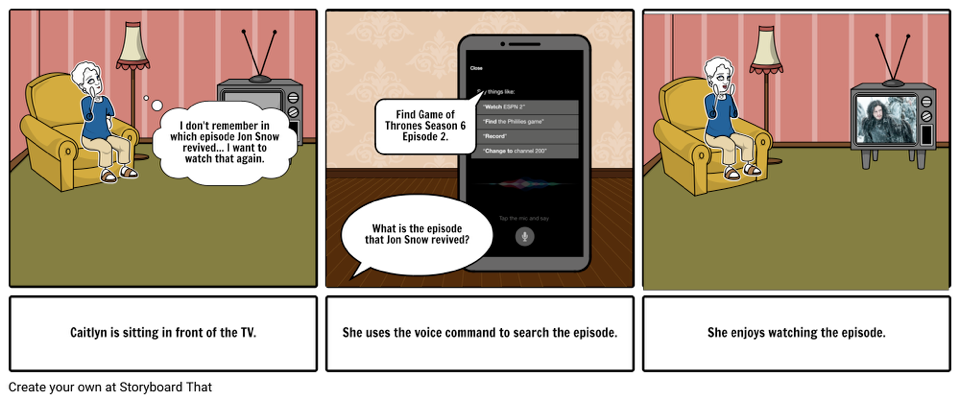 I don't remember in
which episode Jon Snow
revived... I want to
watch that again.
Close
things like:
"Watch ESPN 2"
"Find the Phillies game"
"Record"
"Change to channel 200"
Find Game of
Thrones Season 6
Episode 2.
Tap the mic and say
What is the episode
that Jon Snow revived?
Caitlyn is sitting in front of the TV.
She uses the voice command to search the episode.
She enjoys watching the episode.
Create your own at Storyboard That